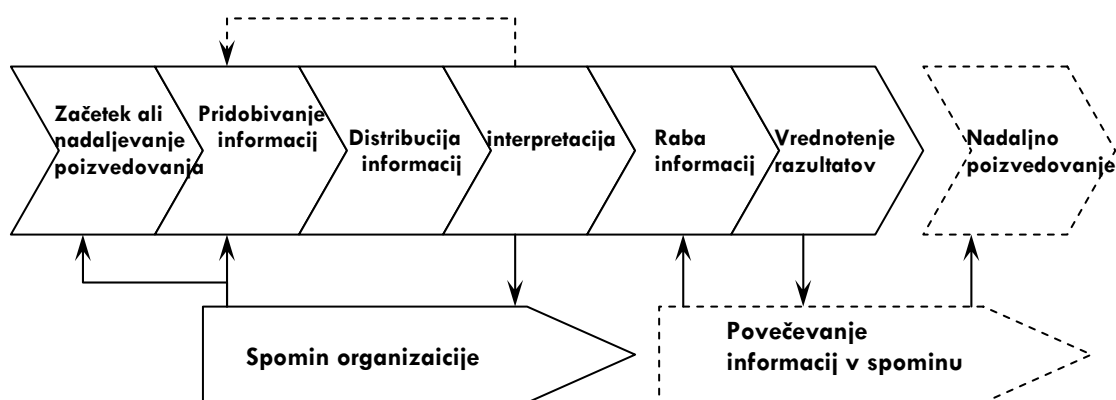 Začetek ali
nadaljevanje
poizvedovanja
Pridobivanje
informacij
Distribucija
informacij
interpretacija
Raba
informacij
Vrednotenje
razultatov
Nadaljno
poizvedovanje
Spomin organizaicije
Povečevanje
informacij v spominu